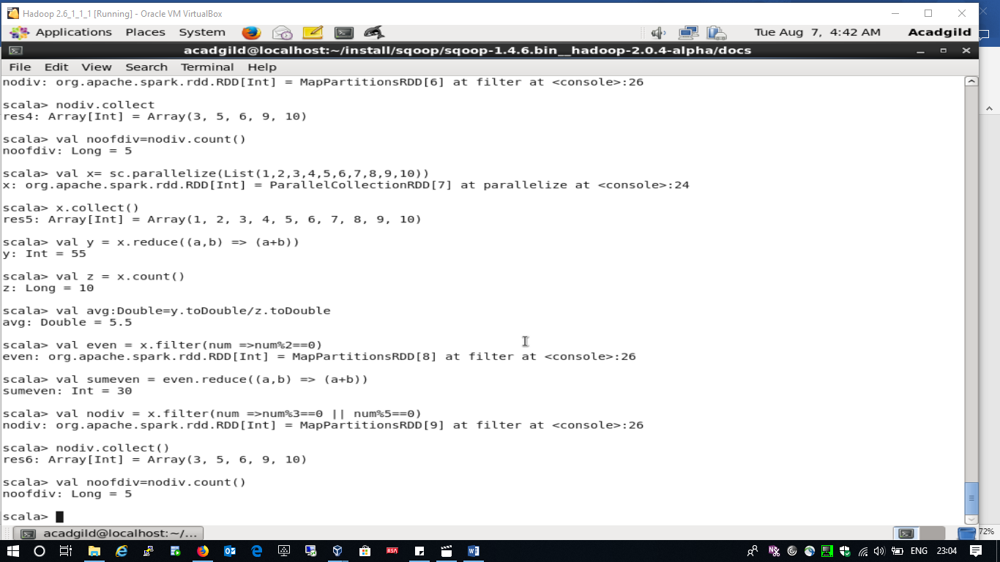 Hadoop 2.6_1_1_1 [Running] - Oracle VM VirtualBox
Applications Places System Tue Aug 7, 4:42 AM Acadgild
acadgild@localhost:~/install/sqoop/sqoop-1.4.6.bin__hadoop-2.0.4-alpha/docs
File Edit View Search Terminal Help
nodiv: org.apache.spark.rdd.RDD[Int] = MapPartitionsRDD[6] at filter at <console>:26
scala> nodiv.collect
res4: Array[Int] = Array(3, 5, 6, 9, 10)
scala> val noofdiv=nodiv.count()
noofdiv: Long = 5
scala> val x= sc.parallelize(List(1,2,3,4,5,6,7,8,9,10))
x: org.apache.spark.rdd.RDD[Int] = ParallelCollectionRDD[7] at parallelize at <console>:24
scala> x.collect()
res5: Array[Int] = Array(1, 2, 3, 4, 5, 6, 7, 8, 9, 10)
scala> val y = x.reduce((a,b) => (a+b))
y: Int = 55
scala> val z = x.count()
z: Long = 10
scala> val avg:Double=y.toDouble/z.toDouble
avg: Double = 5.5
scala> val even = x.filter(num =>num%2==0)
even: org.apache.spark.rdd.RDD[Int] = MapPartitionsRDD[8] at filter at <console>:26
scala> val sumeven = even.reduce((a,b) => (a+b))
sumeven: Int = 30
scala> val nodiv = x.filter(num =>num%3==0 || num%5==0)
nodiv: org.apache.spark.rdd.RDD[Int] = MapPartitionsRDD[9] at filter at <console>:26
scala> nodiv.collect()
res6: Array[Int] = Array(3, 5, 6, 9, 10)
scala> val noofdiv=nodiv.count()
noofdiv: Long = 5
scala>
acadgild@localhost:~/... 72%
RSA ENG 23:04